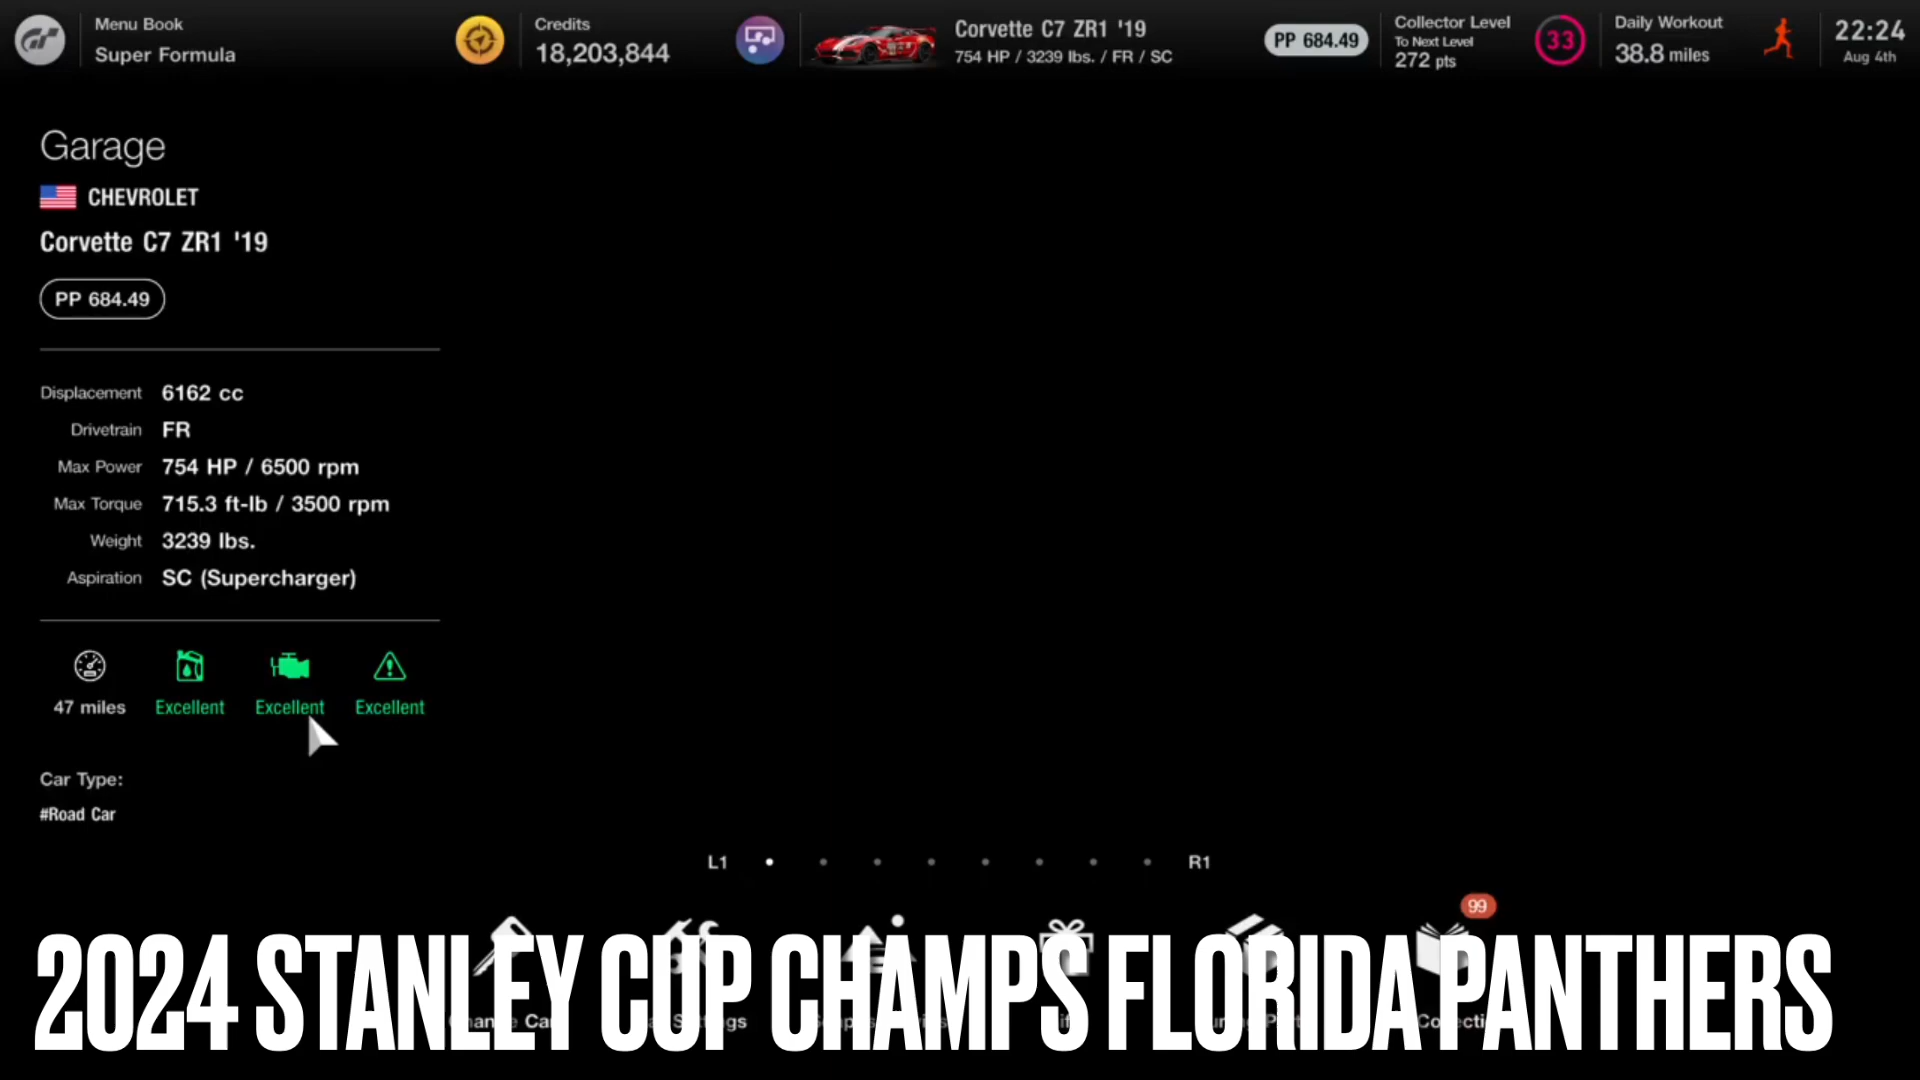 Menu Book
Super Formula
Credits
18,203,844
Corvette C7 ZR1 '19
754 HP / 3239 lbs. / FR / SC
PP 684.49
Collector Level
To Next Level
272 pts
33
Daily Workout
38.8 miles
22:24
Aug 4th
Garage
CHEVROLET
Corvette C7 ZR1 '19
PP 684.49
Displacement 6162 cc
Drivetrain FR
Max Power 754 HP / 6500 rpm
Max Torque 715.3 ft-lb / 3500 rpm
Weight 3239 lbs.
Aspiration SC (Supercharger)
47 miles Excellent Excellent Excellent
Car Type:
#Road Car
L1 R1
99
2024 STANLEY CUP CHAMPS FLORIDA PANTHERS